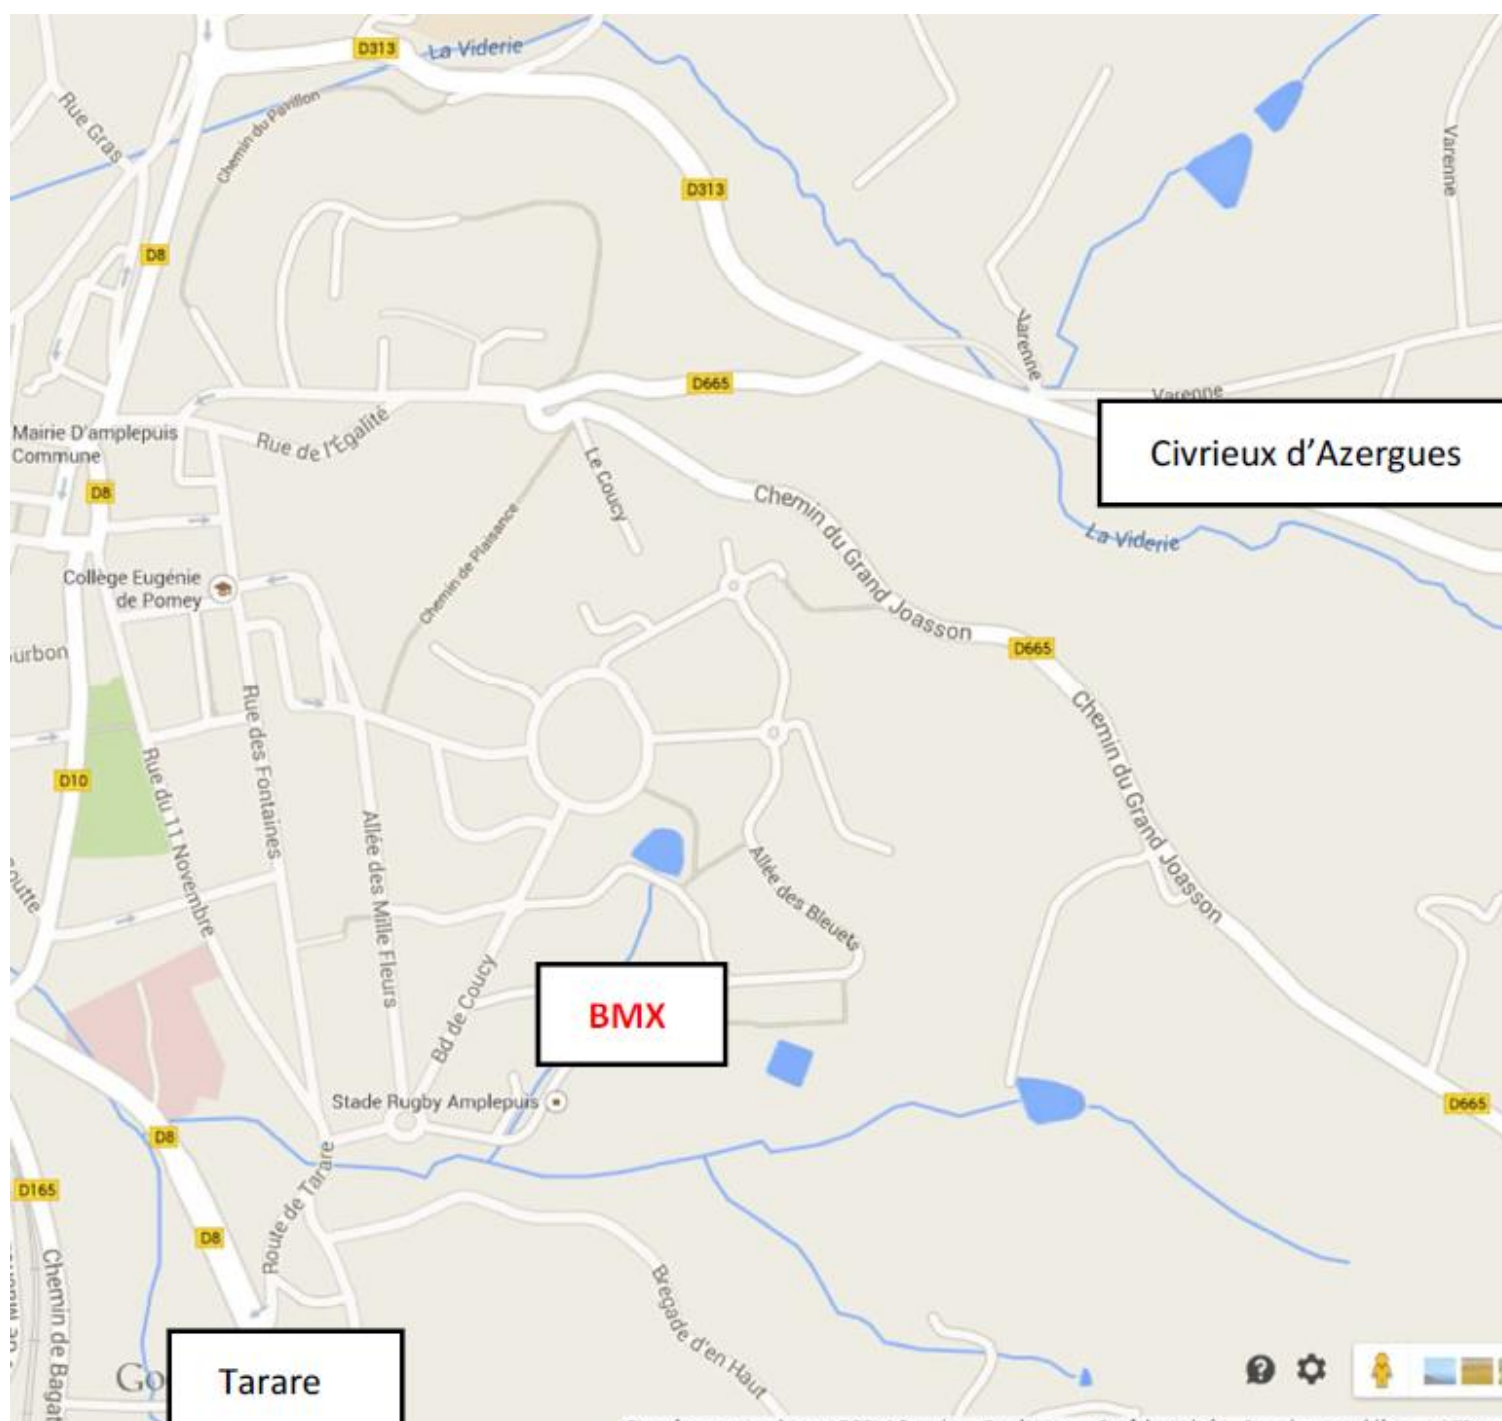 D313
La Viderie
Rue Gras
Chemin du Pavillon
D313
Varenne
D8
Varenne
D665
Varenne
Rue de l'Égalité
Mairie D'amplepuis
Commune
Civrieux d'Azergues
Le Coucy
D8
Chemin du Grand Joasson
La Viderie
Chemin de Plaisance
Collège Eugénie
de Pomey
D665
urbon
Rue des Fontaines
Chemin du Grand Joasson
D10
Rue du 11 Novembre
Allée des Mille Fleurs
Allée des Bleuets
outte
Bd de Coucy
BMX
Stade Rugby Amplepuis
D665
D8
Route de Tarare
D165
D8
Chemin de Bagat
Bregade d'en Haut
Go
Tarare